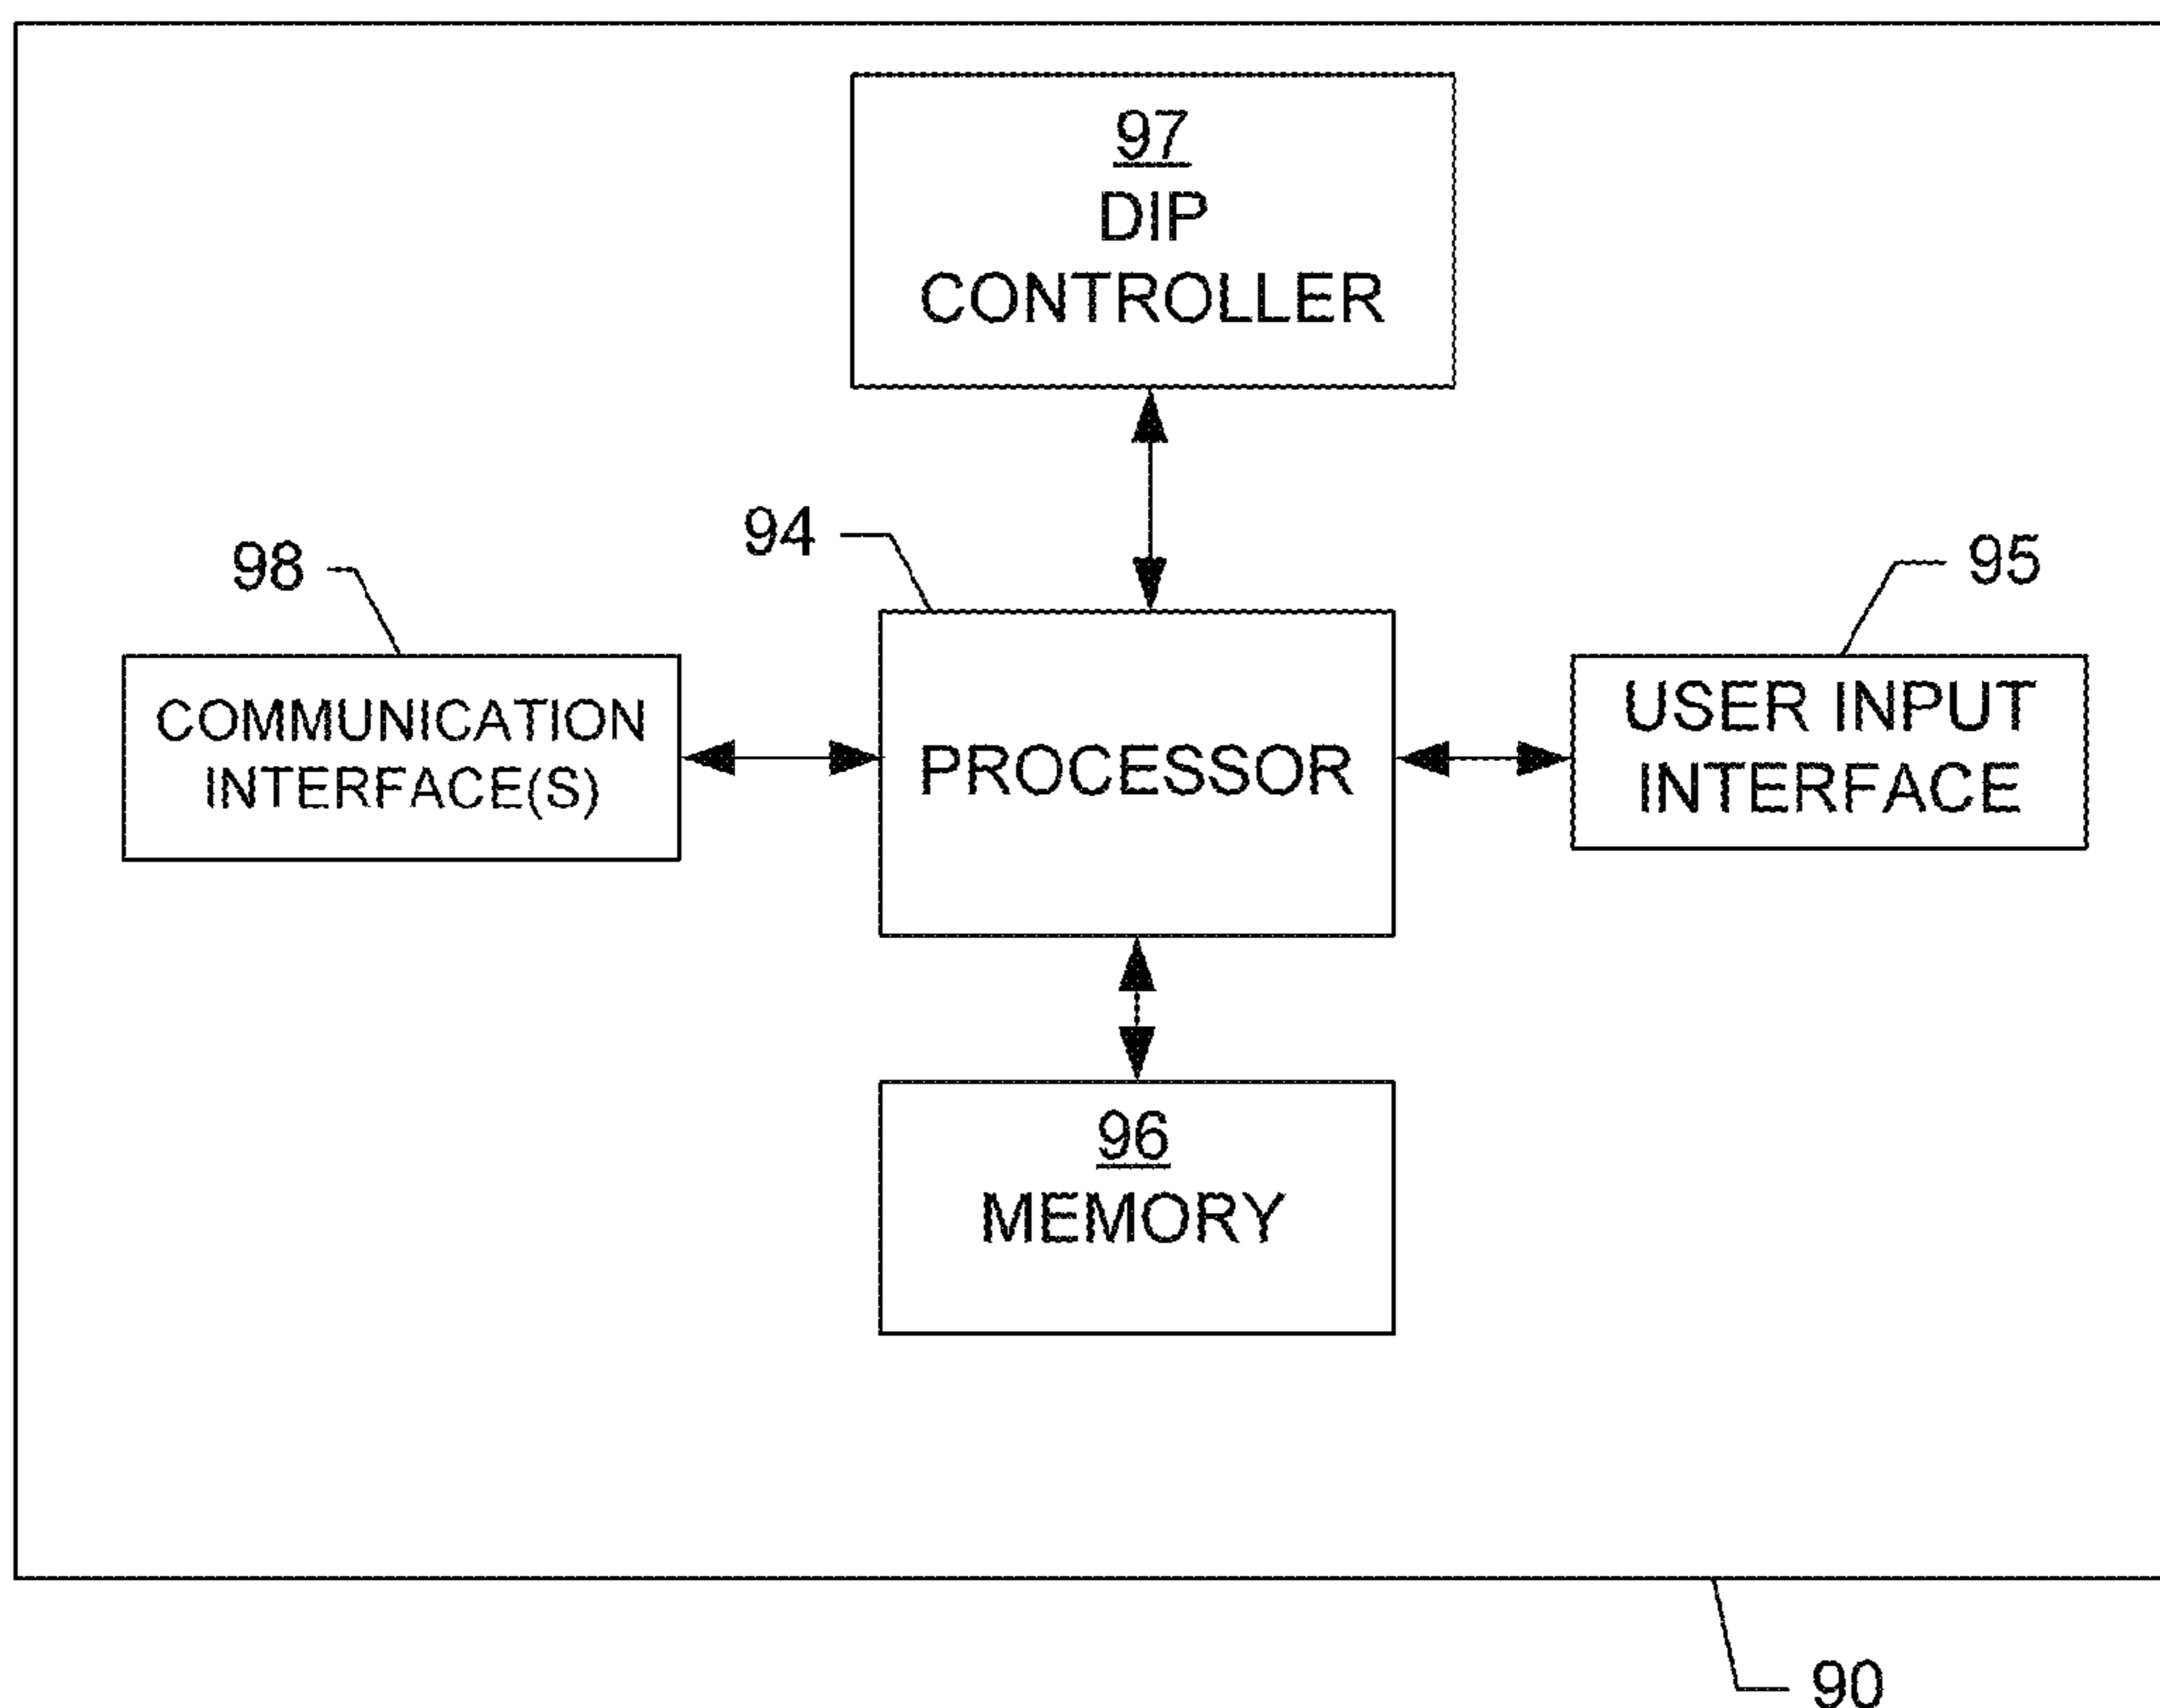 97
DIP
CONTROLLER
94
98
95
COMMUNICATION
INTERFACE(S)
PROCESSOR
USER INPUT
INTERFACE
96
MEMORY
90